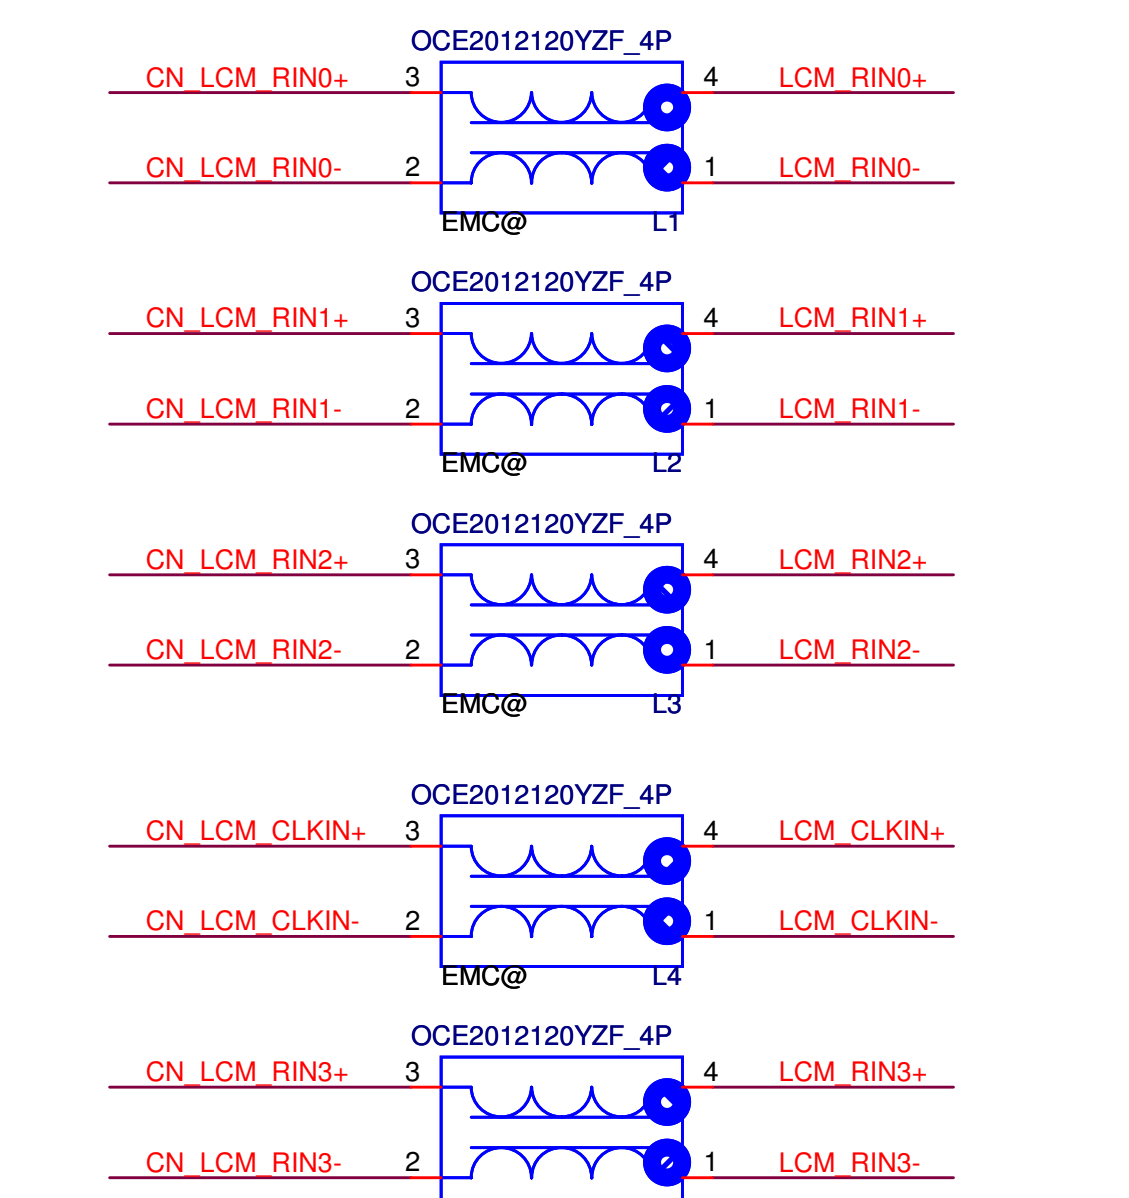 OCE2012120YZF_4P
CN_LCM_RIN0+ 3 4 LCM_RIN0+
CN_LCM_RIN0- 2 1 LCM_RIN0-
EMC@ L1
OCE2012120YZF_4P
CN_LCM_RIN1+ 3 4 LCM_RIN1+
CN_LCM_RIN1- 2 1 LCM_RIN1-
EMC@ L2
OCE2012120YZF_4P
CN_LCM_RIN2+ 3 4 LCM_RIN2+
CN_LCM_RIN2- 2 1 LCM_RIN2-
EMC@ L3
OCE2012120YZF_4P
CN_LCM_CLKIN+ 3 4 LCM_CLKIN+
CN_LCM_CLKIN- 2 1 LCM_CLKIN-
EMC@ L4
OCE2012120YZF_4P
CN_LCM_RIN3+ 3 4 LCM_RIN3+
CN_LCM_RIN3- 2 1 LCM_RIN3-